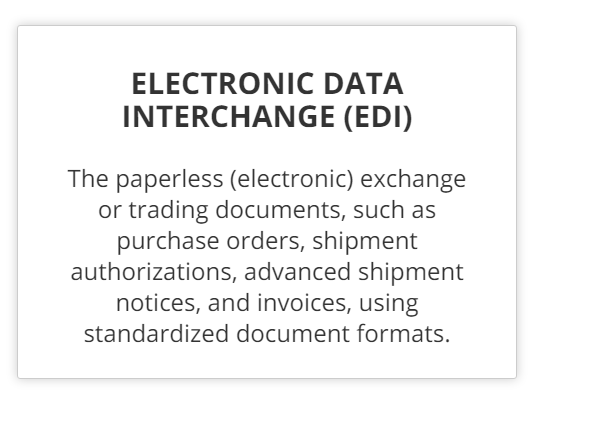 ELECTRONIC DATA
INTERCHANGE (EDI)
The paperless (electronic) exchange
or trading documents, such as
purchase orders, shipment
authorizations, advanced shipment
notices, and invoices, using
standardized document formats.